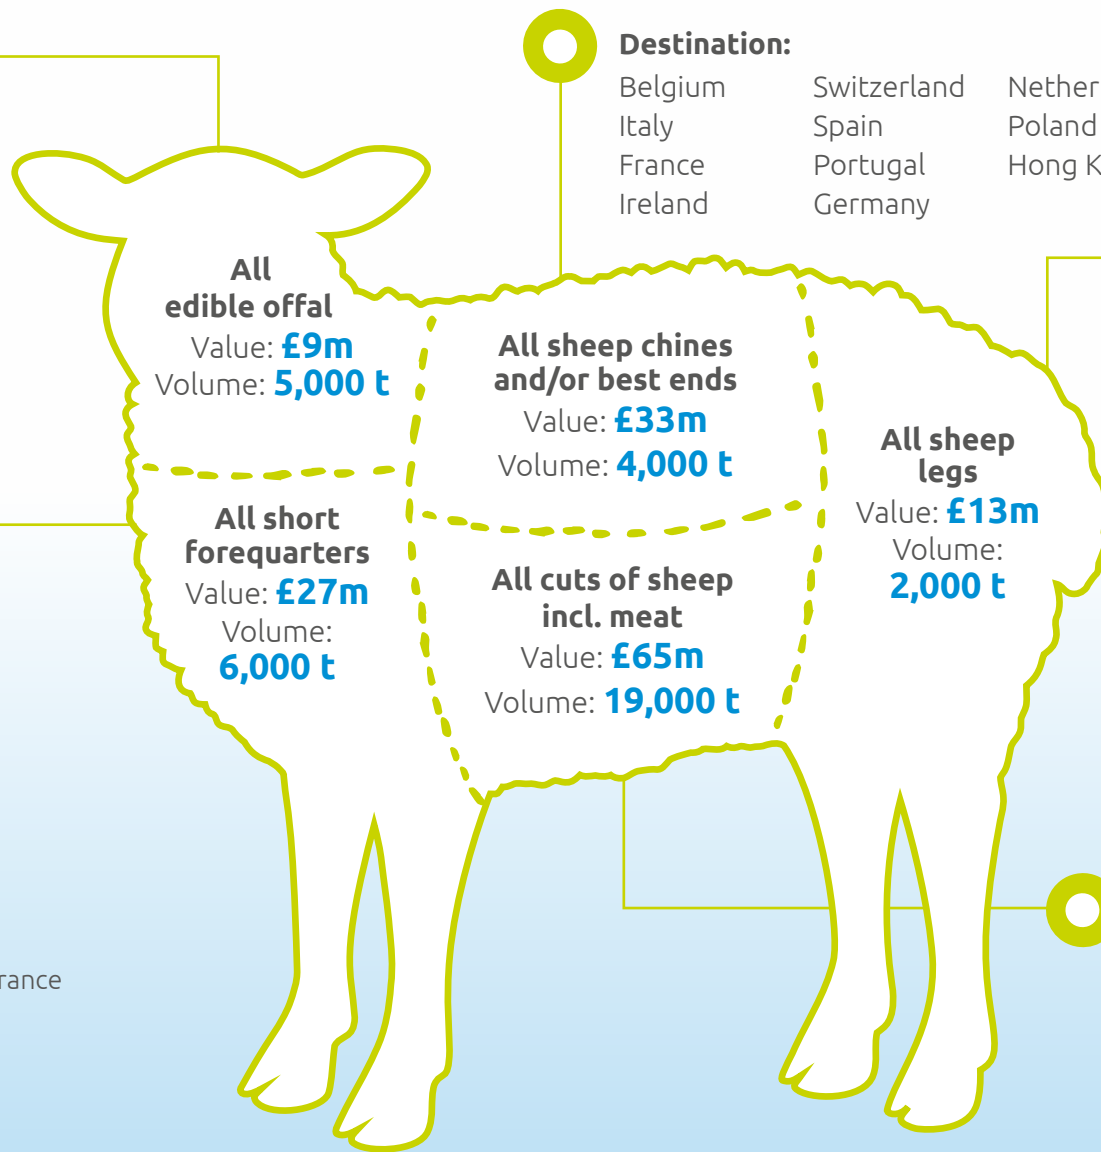 Destination:
Belgium
Italy
France
Ireland
Switzerland
Spain
Portugal
Germany
Nether
Poland
Hong K
All
edible offal
Value: £9m
Volume: 5,000 t
All sheep chines
and/or best ends
Value: £33m
Volume: 4,000 t
All sheep
legs
Value: £13m
Volume:
2,000 t
All short
forequarters
Value: £27m
Volume:
6,000 t
All cuts of sheep
incl. meat
Value: £65m
Volume: 19,000 t
rance